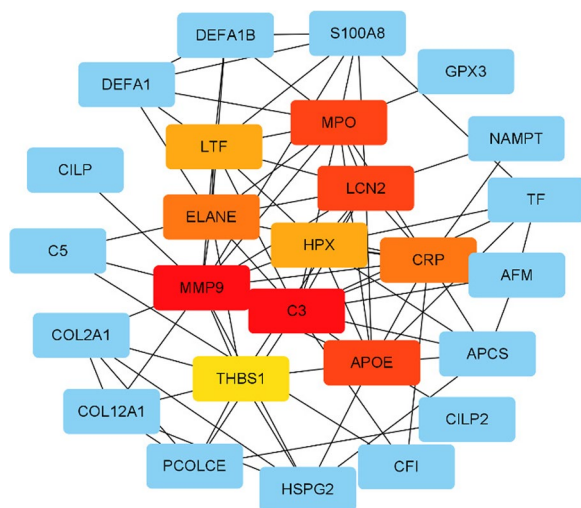 DEFA1B
S100A8
DEFA1
GPX3
MPO
NAMPT
LTF
CILP
LCN2
TF
ELANE
C5
HPX
CRP
AFM
MMP9
C3
COL2A1
APCS
THBS1
APOE
COL12A1
CILP2
PCOLCE
CFI
HSPG2